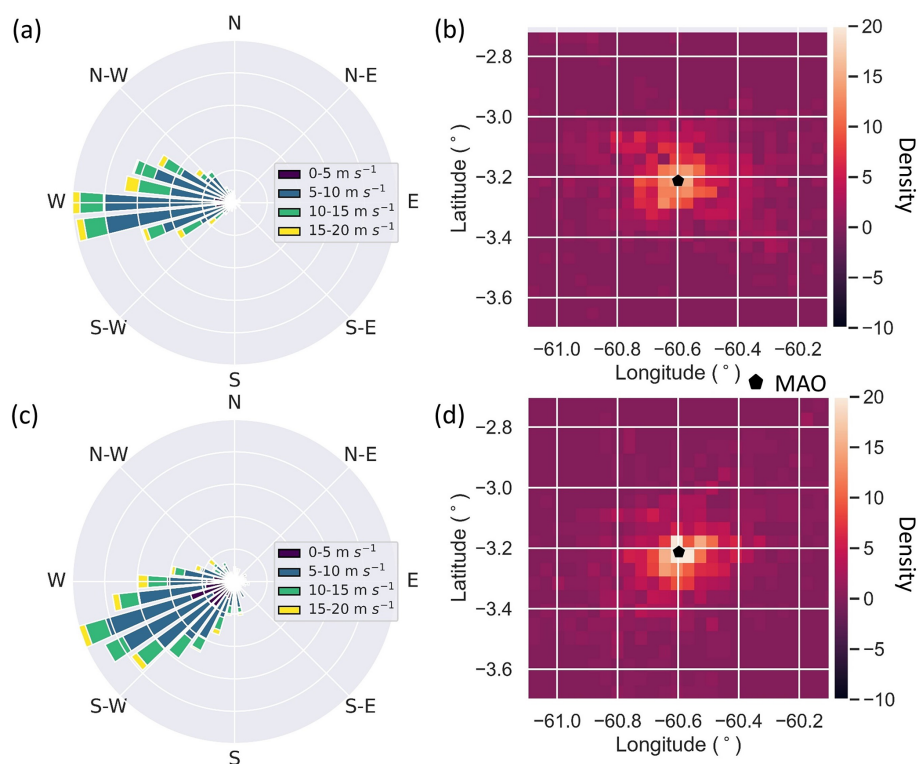 (a)
N
N-W
N-E
W
E
S-W
S-E
S
0-5 m s⁻¹
5-10 m s⁻¹
10-15 m s⁻¹
15-20 m s⁻¹
(b)
−2.8
−3.0
−3.2
−3.4
−3.6
Latitude (°)
−61.0 −60.8 −60.6 −60.4 −60.2
Longitude (°)
20
15
10
5
0
−5
−10
Density
MAO
(c)
N
N-W
N-E
W
E
S-W
S-E
S
0-5 m s⁻¹
5-10 m s⁻¹
10-15 m s⁻¹
15-20 m s⁻¹
(d)
−2.8
−3.0
−3.2
−3.4
−3.6
Latitude (°)
−61.0 −60.8 −60.6 −60.4 −60.2
Longitude (°)
20
15
10
5
0
−5
−10
Density